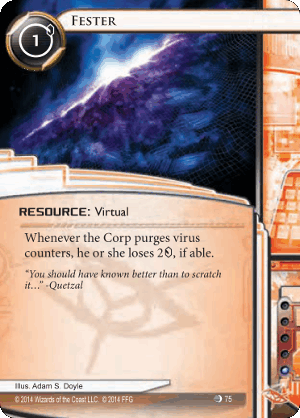 1
FESTER
RESOURCE: Virtual
Whenever the Corp purges virus
counters, he or she loses 2, if able.
"You should have known better than to scratch
it…" -Quetzal
Illus. Adam S. Doyle
© 2014 Wizards of the Coast LLC. © 2014 FFG
75